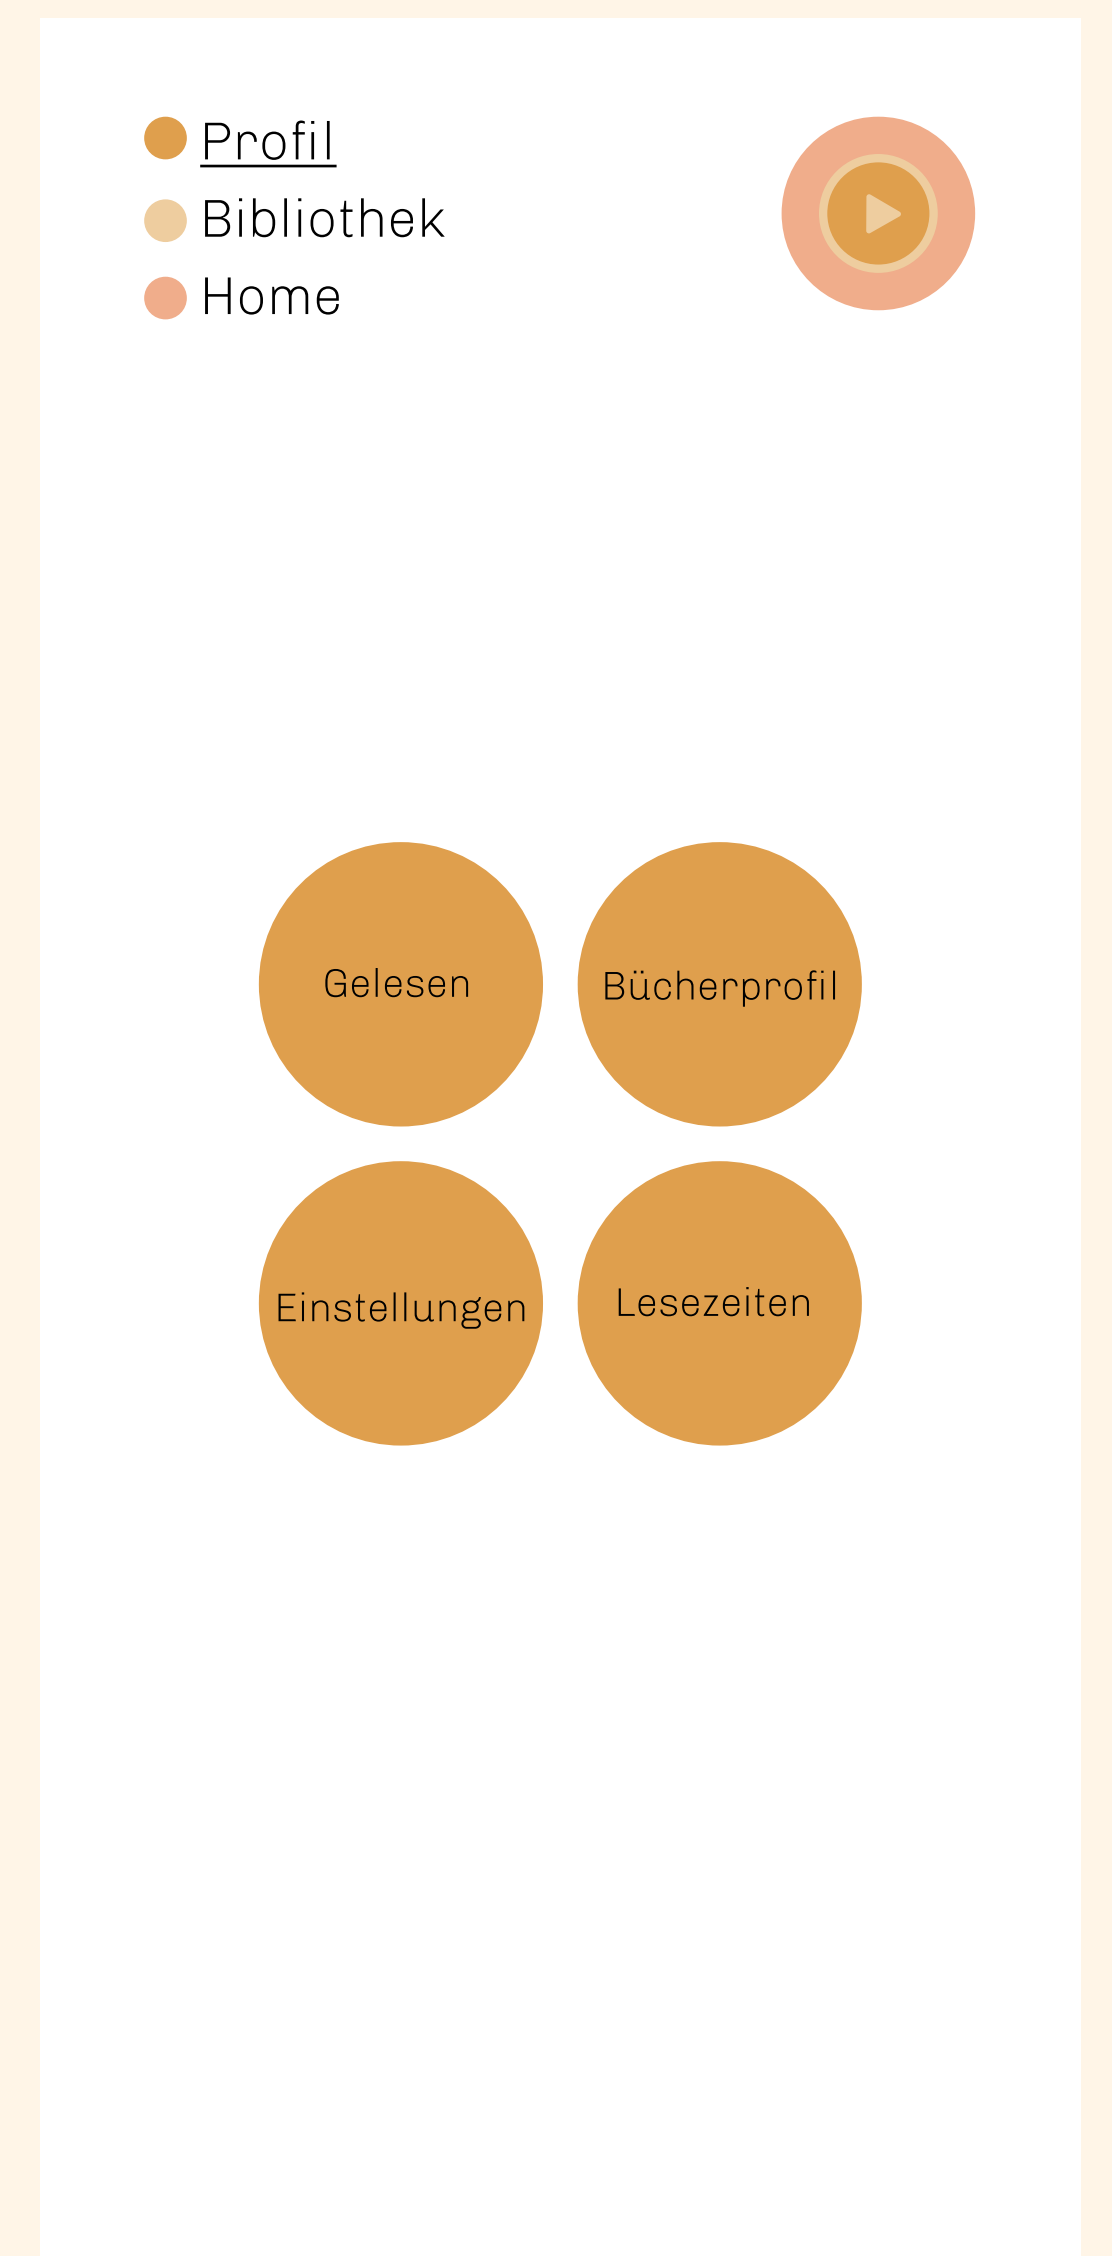 Profil
Bibliothek
Home
Gelesen
Bücherprofil
Einstellungen
Lesezeiten